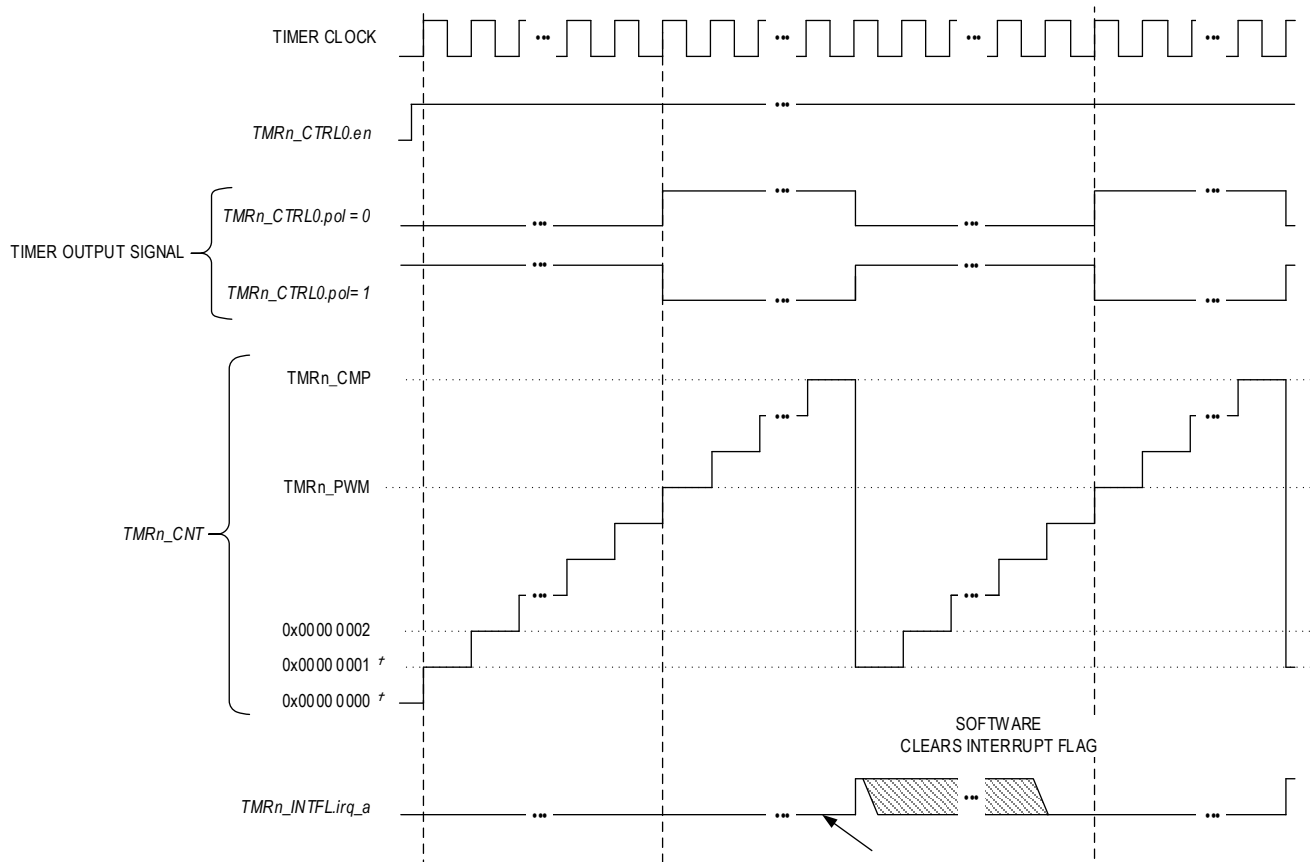 TIMER CLOCK
TMRn_CTRL0.en
TMRn_CTRL0.pol = 0
TIMER OUTPUT SIGNAL
TMRn_CTRL0.pol= 1
TMRn_CMP
TMRn_PWM
TMRn_CNT
0x0000 0002
0x0000 0001 †
0x0000 0000 †
SOFTWARE
CLEARS INTERRUPT FLAG
TMRn_INTFL.irq_a